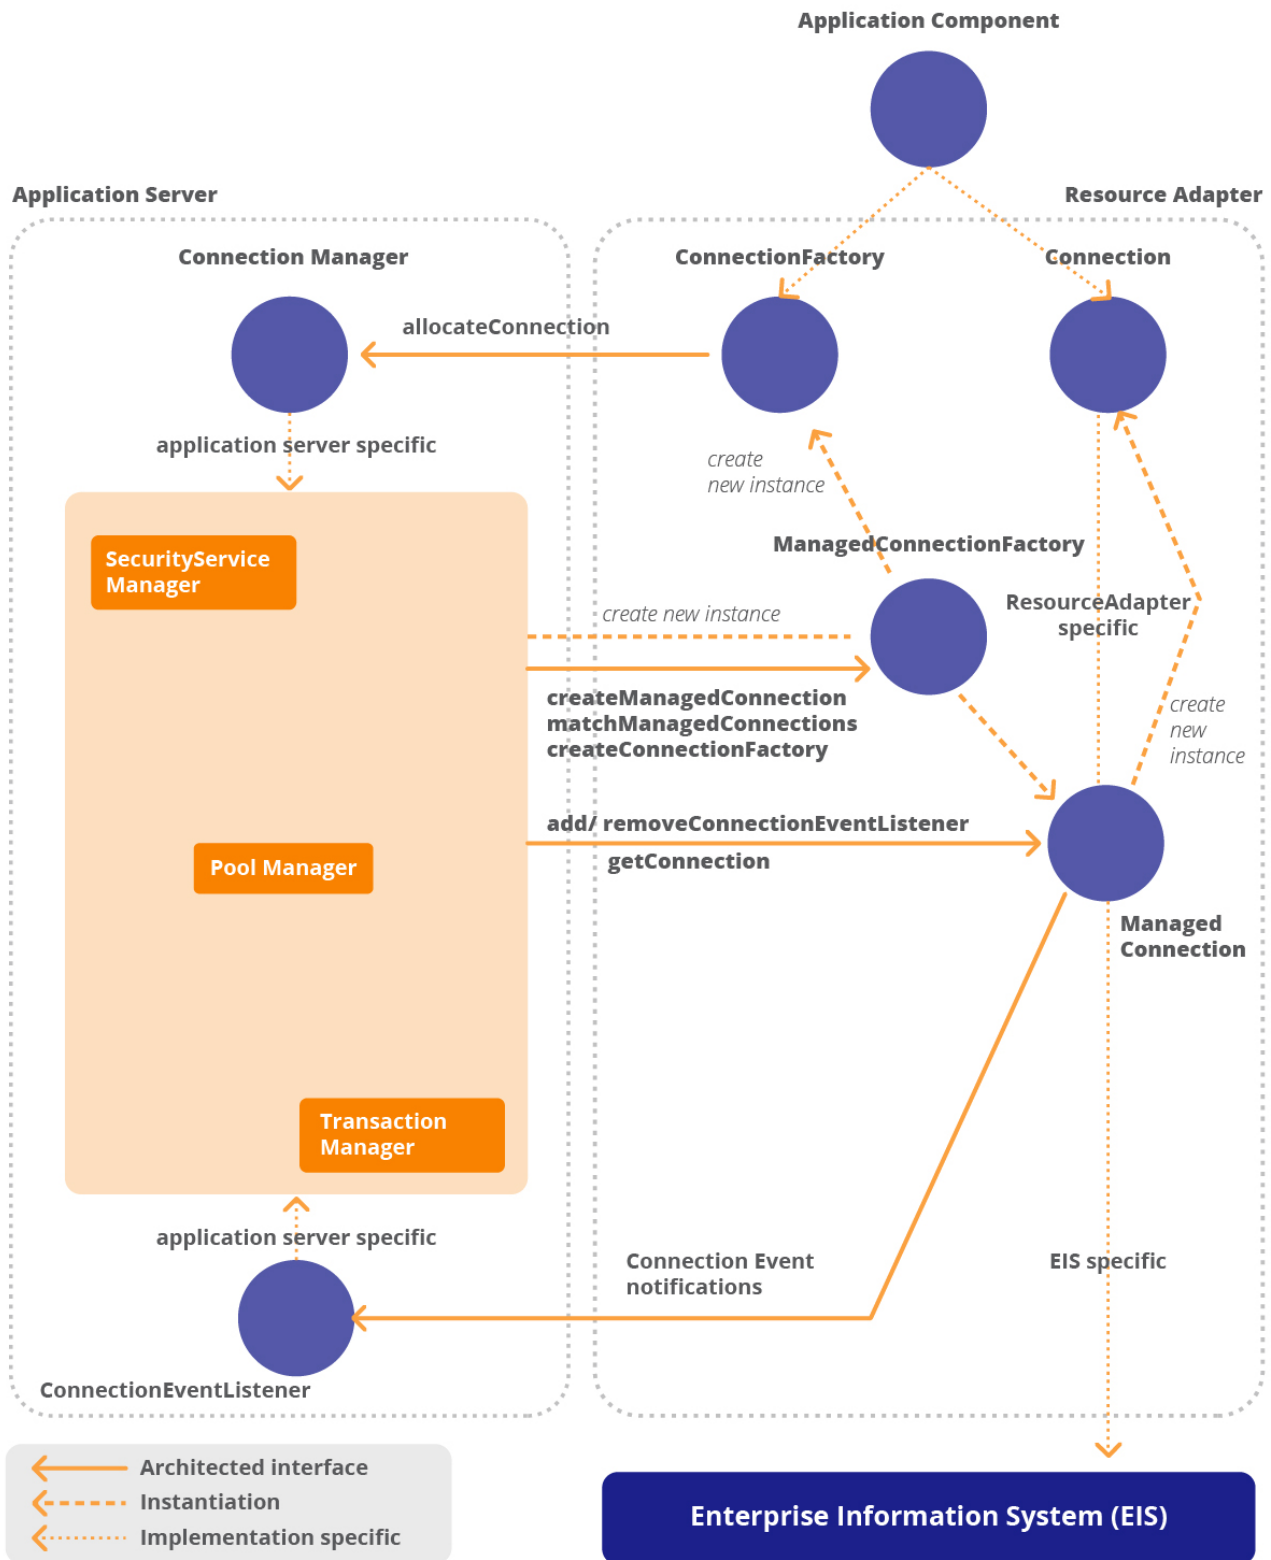 Application Component
Application Server
Resource Adapter
Connection Manager
ConnectionFactory
Connection
allocateConnection
application server specific
create
new instance
SecurityService
Manager
ManagedConnectionFactory
create new instance
ResourceAdapter
specific
createManagedConnection
matchManagedConnections
createConnectionFactory
create
new
instance
add/ removeConnectionEventListener
getConnection
Pool Manager
Managed
Connection
Transaction
Manager
application server specific
Connection Event
notifications
EIS specific
ConnectionEventListener
Architected interface
Instantiation
Implementation specific
Enterprise Information System (EIS)